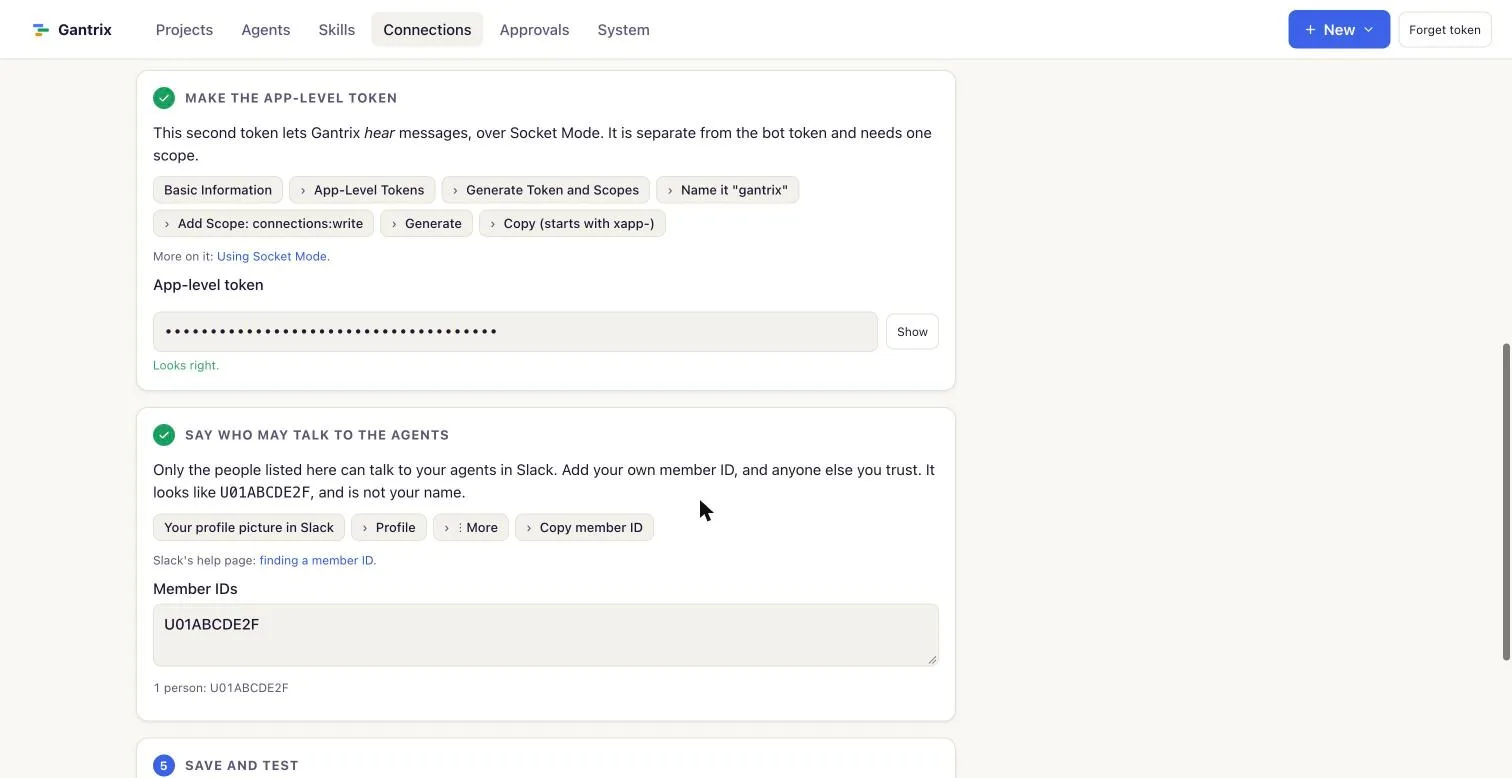 Gantrix
Projects
Agents
Skills
Connections
Approvals
System
+ New
Forget token
MAKE THE APP-LEVEL TOKEN
This second token lets Gantrix hear messages, over Socket Mode. It is separate from the bot token and needs one
scope.
Basic Information › App-Level Tokens › Generate Token and Scopes › Name it "gantrix"
› Add Scope: connections:write › Generate › Copy (starts with xapp-)
More on it: Using Socket Mode.
App-level token
•••••••••••••••••••••••••••••••••••••
Show
Looks right.
SAY WHO MAY TALK TO THE AGENTS
Only the people listed here can talk to your agents in Slack. Add your own member ID, and anyone else you trust. It
looks like U01ABCDE2F, and is not your name.
Your profile picture in Slack › Profile › ⋮ More › Copy member ID
Slack's help page: finding a member ID.
Member IDs
U01ABCDE2F
1 person: U01ABCDE2F
5 SAVE AND TEST